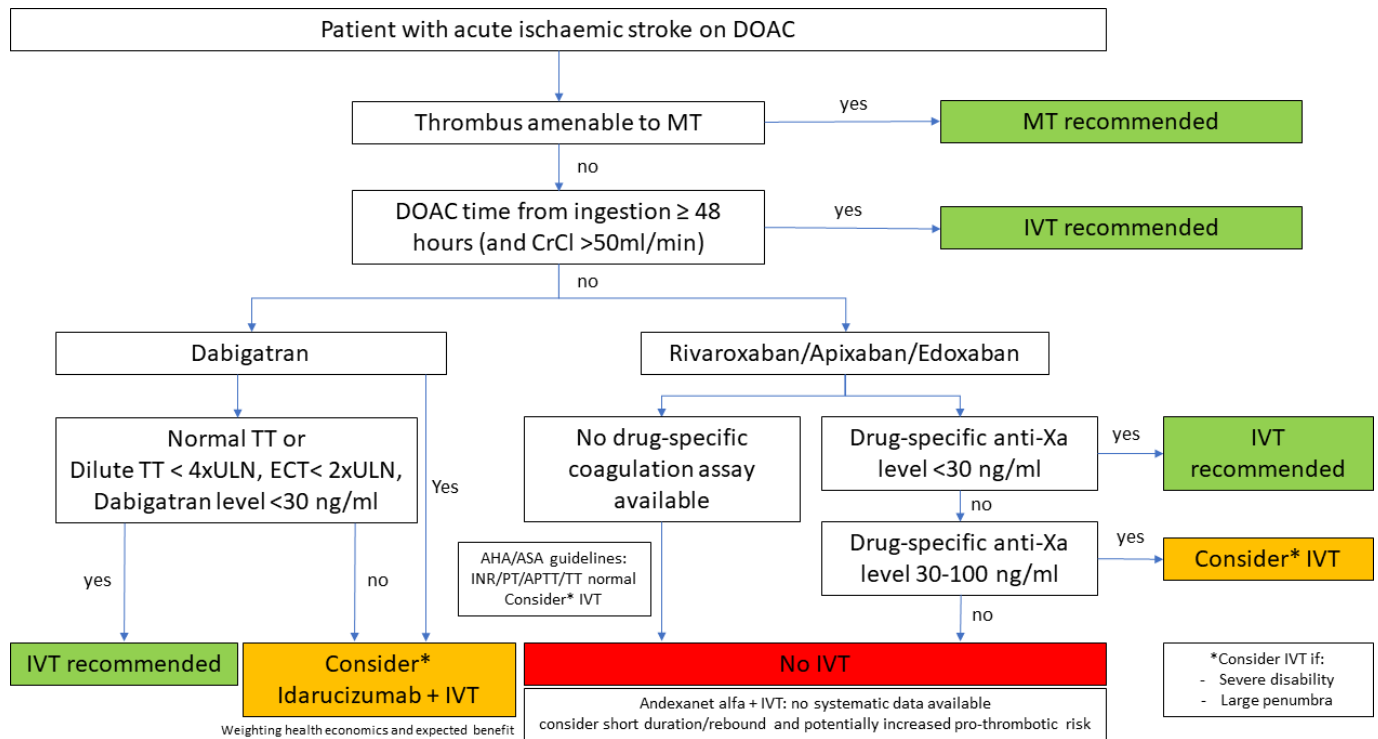 Patient with acute ischaemic stroke on DOAC
Thrombus amenable to MT
yes
MT recommended
no
DOAC time from ingestion ≥ 48
hours (and CrCl >50ml/min)
yes
IVT recommended
no
Dabigatran
Rivaroxaban/Apixaban/Edoxaban
Normal TT or
Dilute TT < 4xULN, ECT< 2xULN,
Dabigatran level <30 ng/ml
Yes
No drug-specific
coagulation assay
available
Drug-specific anti-Xa
level <30 ng/ml
yes
IVT
recommended
no
AHA/ASA guidelines:
INR/PT/APTT/TT normal
Consider* IVT
Drug-specific anti-Xa
level 30-100 ng/ml
yes
Consider* IVT
yes
no
no
IVT recommended
Consider*
Idarucizumab + IVT
Weighting health economics and expected benefit
No IVT
Andexanet alfa + IVT: no systematic data available
consider short duration/rebound and potentially increased pro-thrombotic risk
*Consider IVT if:
- Severe disability
- Large penumbra